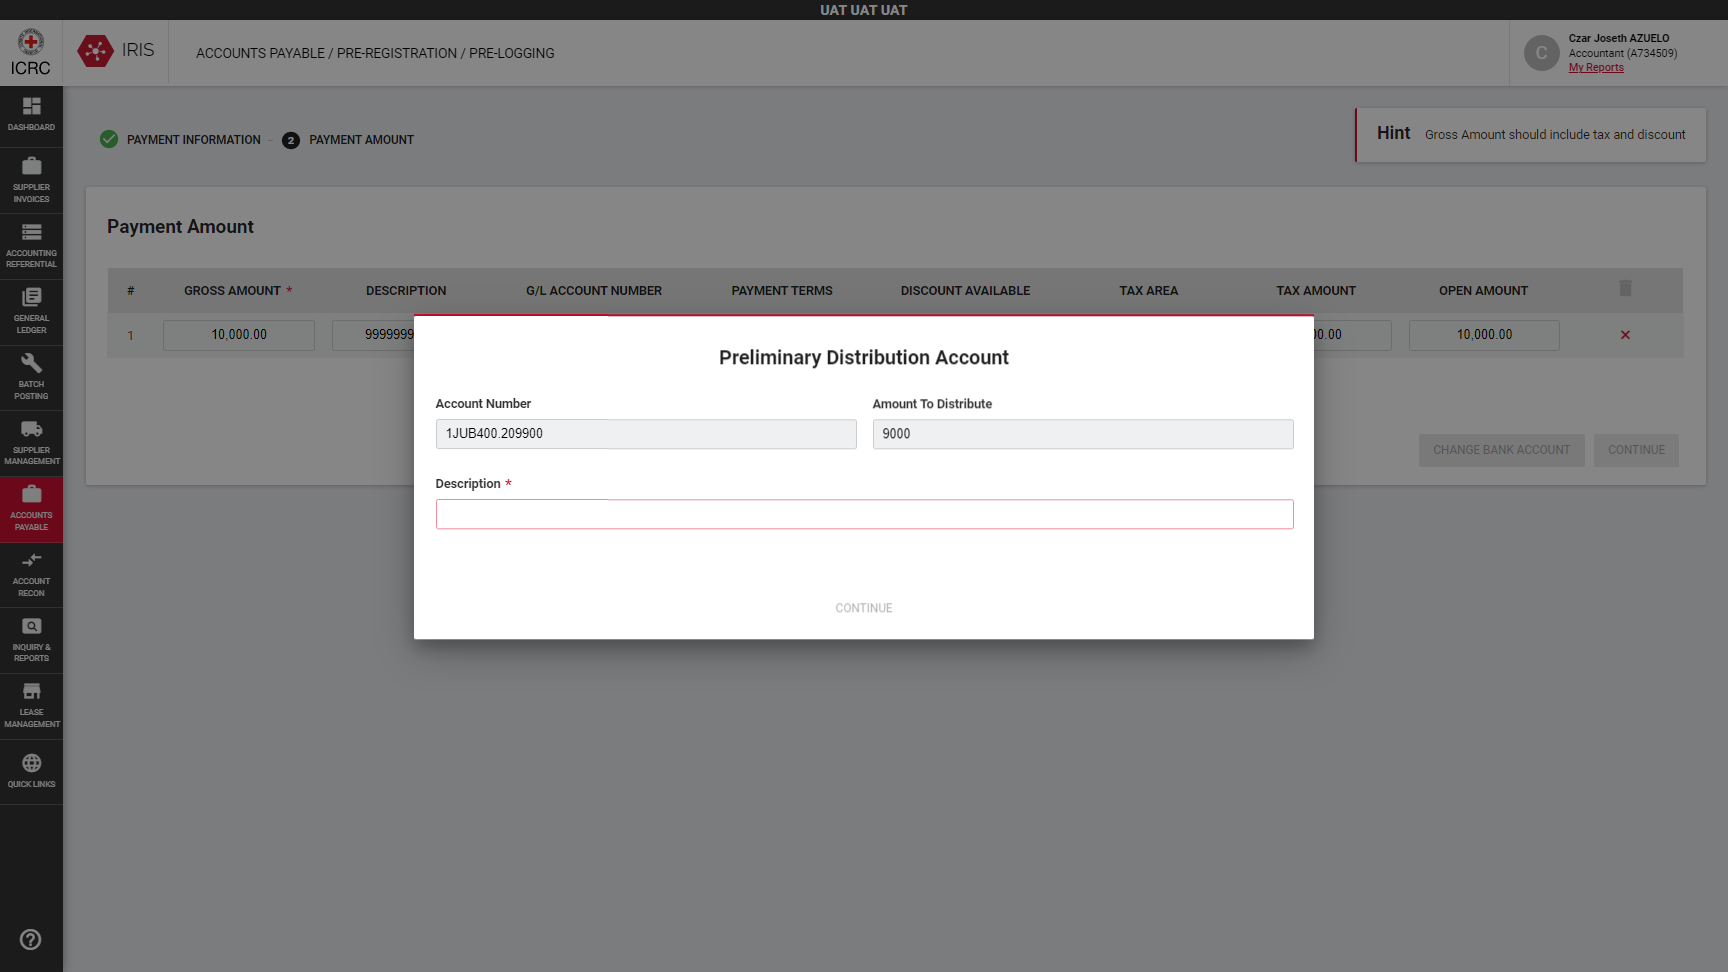 UAT UAT UAT
ICRC
IRIS
ACCOUNTS PAYABLE / PRE-REGISTRATION / PRE-LOGGING
C
Czar Joseth AZUELO
Accountant (A734509)
My Reports
DASHBOARD
SUPPLIER
INVOICES
ACCOUNTING
REFERENTIAL
GENERAL
LEDGER
BATCH
POSTING
SUPPLIER
MANAGEMENT
ACCOUNTS
PAYABLE
ACCOUNT
RECON
INQUIRY &
REPORTS
LEASE
MANAGEMENT
QUICK LINKS
PAYMENT INFORMATION
2 PAYMENT AMOUNT
Hint Gross Amount should include tax and discount
Payment Amount
# GROSS AMOUNT * DESCRIPTION G/L ACCOUNT NUMBER PAYMENT TERMS DISCOUNT AVAILABLE TAX AREA TAX AMOUNT OPEN AMOUNT
1 10,000.00 9999999 0.00 10,000.00
CHANGE BANK ACCOUNT CONTINUE
Preliminary Distribution Account
Account Number Amount To Distribute
1JUB400.209900 9000
Description *
CONTINUE